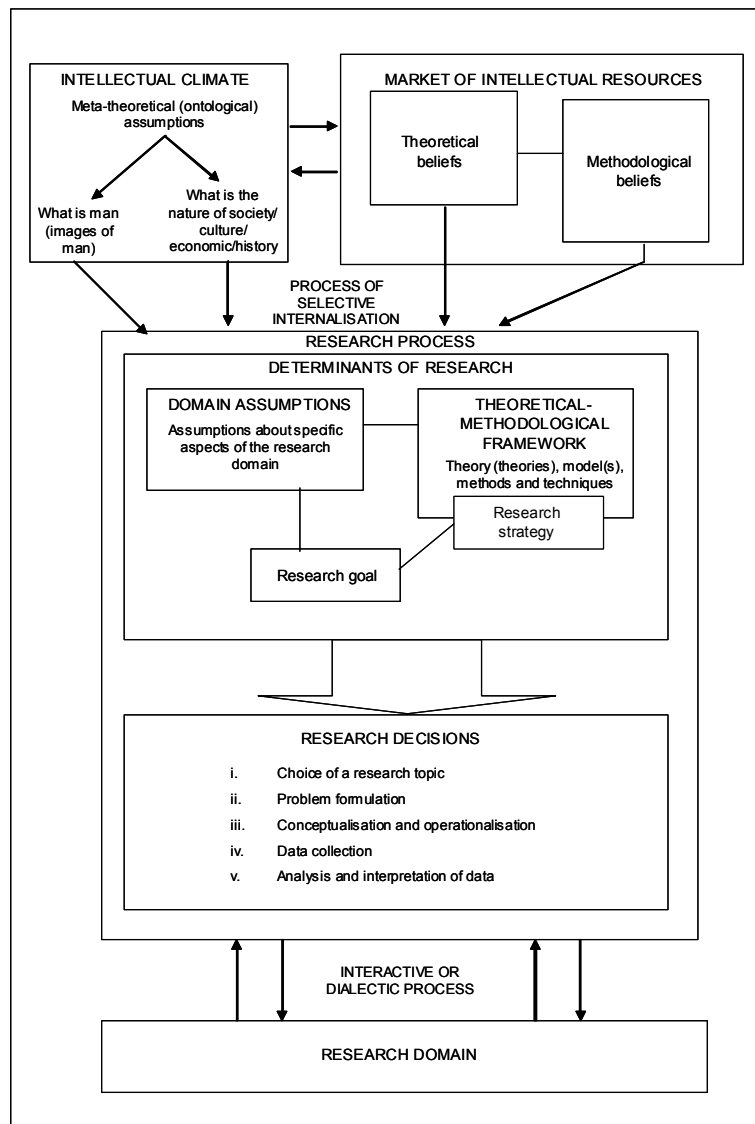 INTELLECTUAL CLIMATE
Meta-theoretical (ontological)
assumptions
What is man
(images of
man)
What is the
nature of society/
culture/
economic/history
MARKET OF INTELLECTUAL RESOURCES
Theoretical
beliefs
Methodological
beliefs
PROCESS OF
SELECTIVE
INTERNALISATION
RESEARCH PROCESS
DETERMINANTS OF RESEARCH
DOMAIN ASSUMPTIONS
Assumptions about specific
aspects of the research
domain
THEORETICAL-
METHODOLOGICAL
FRAMEWORK
Theory (theories), model(s),
methods and techniques
Research
strategy
Research goal
RESEARCH DECISIONS
i. Choice of a research topic
ii. Problem formulation
iii. Conceptualisation and operationalisation
iv. Data collection
v. Analysis and interpretation of data
INTERACTIVE OR
DIALECTIC PROCESS
RESEARCH DOMAIN